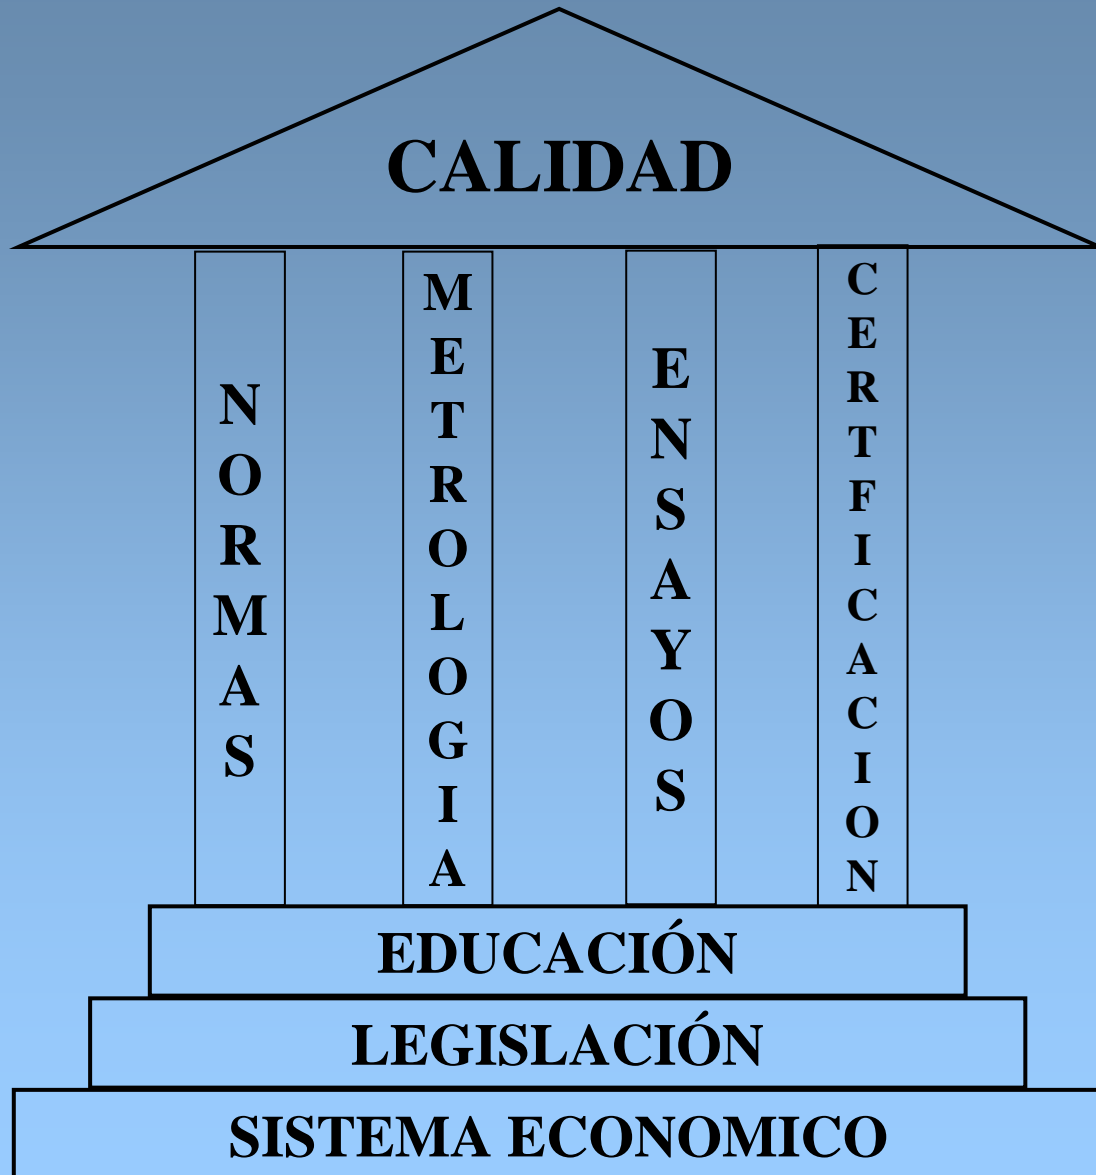 CALIDAD
NORMAS
METROLOGIA
ENSAYOS
CERTFICACION
EDUCACIÓN
LEGISLACIÓN
SISTEMA ECONOMICO